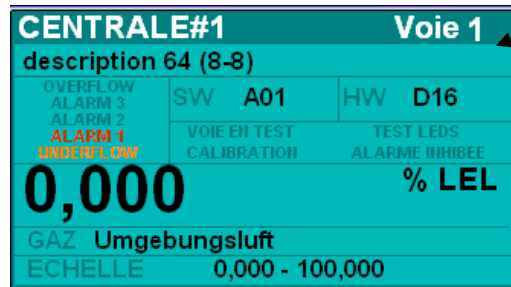 CENTRALE#1 Voie 1
description 64 (8-8)
OVERFLOW
ALARM 3
ALARM 2
ALARM 1
UNDERFLOW
SW A01 HW D16
VOIE EN TEST TEST LEDS
CALIBRATION ALARME INHIBEE
0,000 % LEL
GAZ Umgebungsluft
ECHELLE 0,000 - 100,000